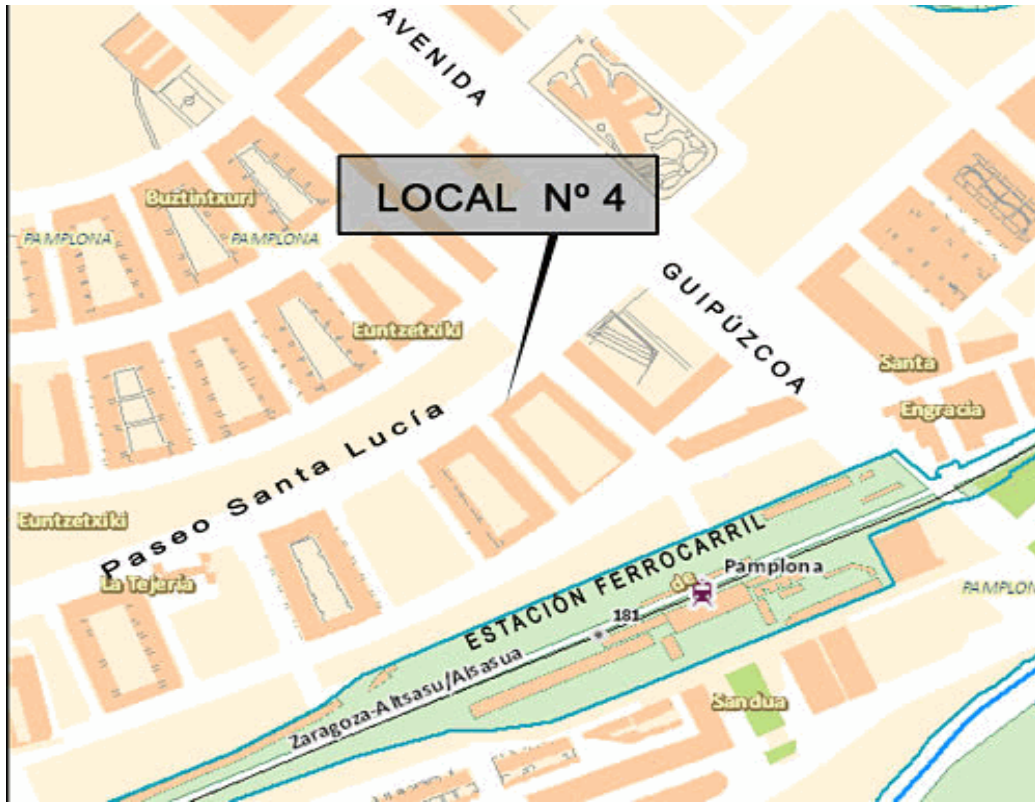 AVENIDA
LOCAL Nº 4
Buztintxuri
PAMPLONA
PAMPLONA
GUIPÚZCOA
Euntzetxiki
Santa
Engracia
Paseo Santa Lucía
Euntzetxiki
La Tejería
ESTACIÓN FERROCARRIL
de
Pamplona
181
PAMPLON
Zaragoza-Altsasu/Alsasua
Sandua